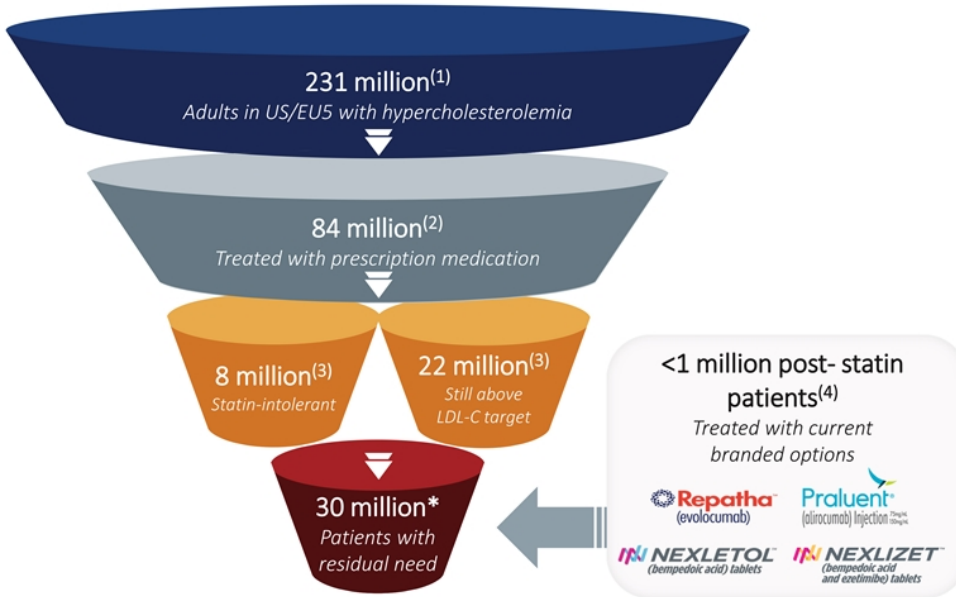 231 million(1)
Adults in US/EU5 with hypercholesterolemia
84 million(2)
Treated with prescription medication
8 million(3)
Statin-intolerant
22 million(3)
Still above
LDL-C target
30 million*
Patients with
residual need
<1 million post- statin
patients(4)
Treated with current
branded options
Repatha™
(evolocumab)
Praluent®
(alirocumab) Injection
NEXLETOL™
(bempedoic acid) tablets
NEXLIZET™
(bempedoic acid
and ezetimibe) tablets